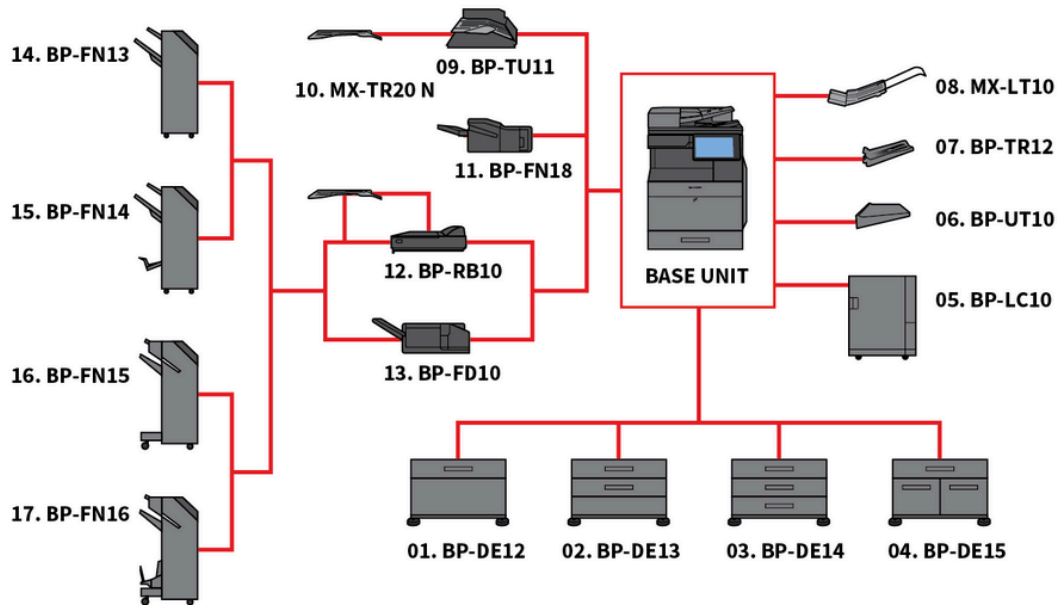 14. BP-FN13
09. BP-TU11
10. MX-TR20 N
08. MX-LT10
07. BP-TR12
11. BP-FN18
15. BP-FN14
06. BP-UT10
12. BP-RB10
BASE UNIT
05. BP-LC10
16. BP-FN15
13. BP-FD10
17. BP-FN16
01. BP-DE12
02. BP-DE13
03. BP-DE14
04. BP-DE15